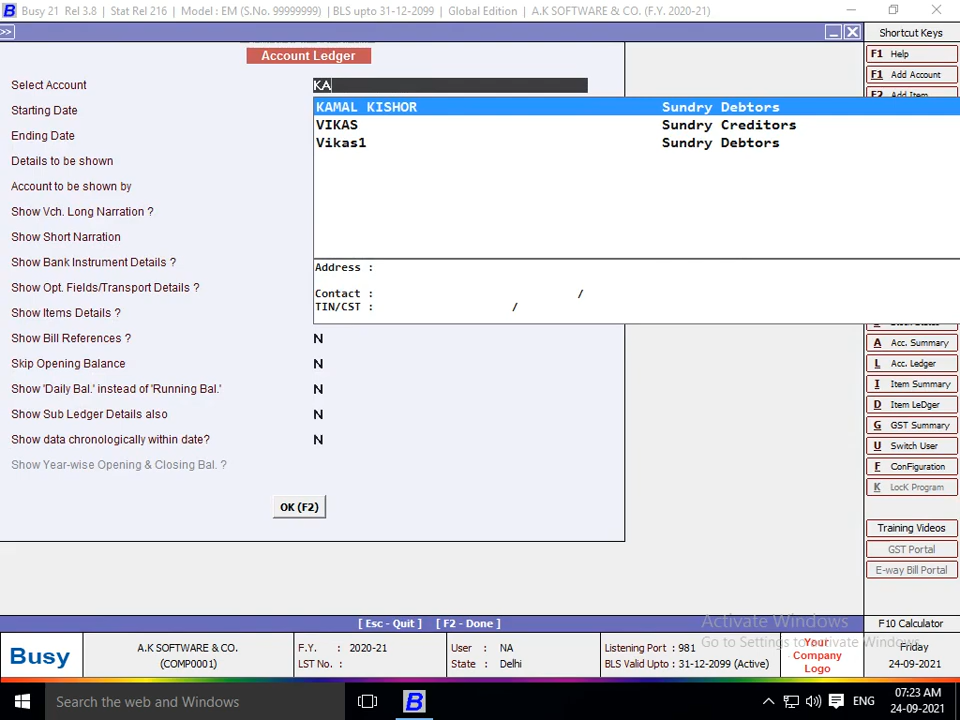 Busy 21 Rel 3.8 | Stat Rel 216 | Model : EM (S.No. 99999999) | BLS upto 31-12-2099 | Global Edition | A.K SOFTWARE & CO. (F.Y. 2020-21)
>>
Shortcut Keys
Account Ledger
F1 Help
F1 Add Account
F2 Add Item
Select Account KA
KAMAL KISHOR Sundry Debtors
VIKAS Sundry Creditors
Vikas1 Sundry Debtors
Starting Date
Ending Date
Details to be shown
Account to be shown by
Show Vch. Long Narration ?
Show Short Narration
Show Bank Instrument Details ?
Address :
Show Opt. Fields/Transport Details ?
Contact : /
TIN/CST : /
Show Items Details ?
Show Bill References ? N
Skip Opening Balance N
Show 'Daily Bal.' instead of 'Running Bal.' N
Show Sub Ledger Details also N
Show data chronologically within date? N
Show Year-wise Opening & Closing Bal. ?
OK (F2)
A Acc. Summary
L Acc. Ledger
I Item Summary
D Item LeDger
G GST Summary
U Switch User
F ConFiguration
K LocK Program
Training Videos
GST Portal
E-way Bill Portal
[ Esc - Quit ] [ F2 - Done ]
F10 Calculator
Activate Windows
Go to Settings to activate Windows.
Busy
A.K SOFTWARE & CO.
(COMP0001)
F.Y. : 2020-21
LST No. :
User : NA
State : Delhi
Listening Port : 981
BLS Valid Upto : 31-12-2099 (Active)
Your
Company
Logo
Friday
24-09-2021
Search the web and Windows
ENG
07:23 AM
24-09-2021